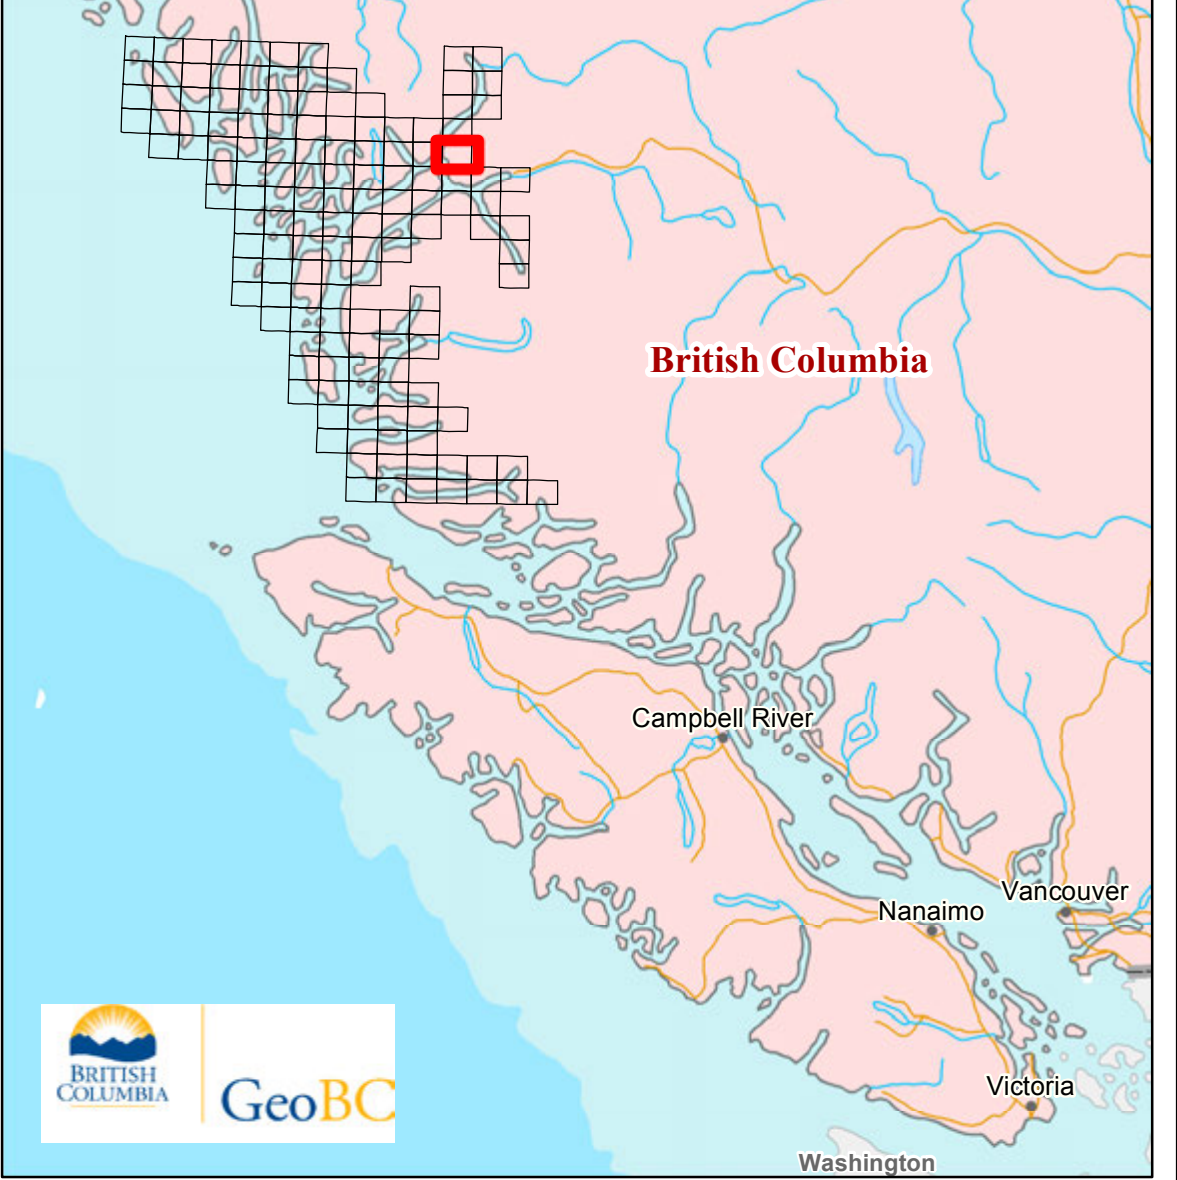 British Columbia
Campbell River
Vancouver
Nanaimo
BRITISH
COLUMBIA
GeoBC
Victoria
Washington